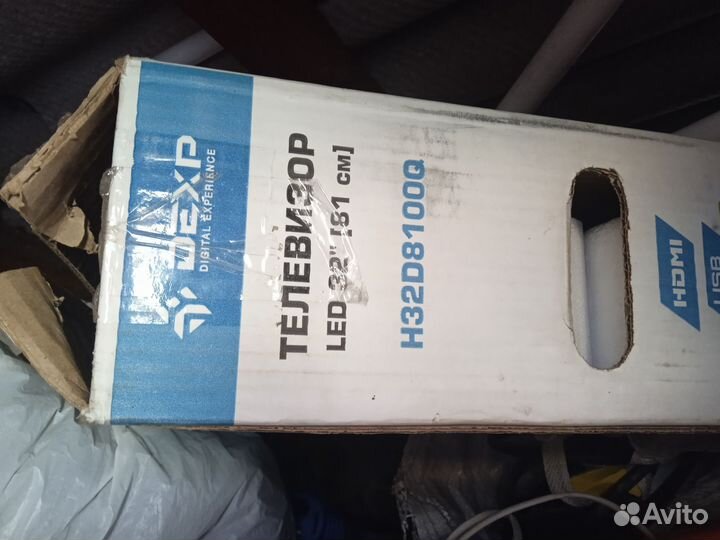 DEXP
DIGITAL EXPERIENCE
ТЕЛЕВИЗОР
LED 32" [81 см]
H32D8100Q
HDMI
USB
Avito